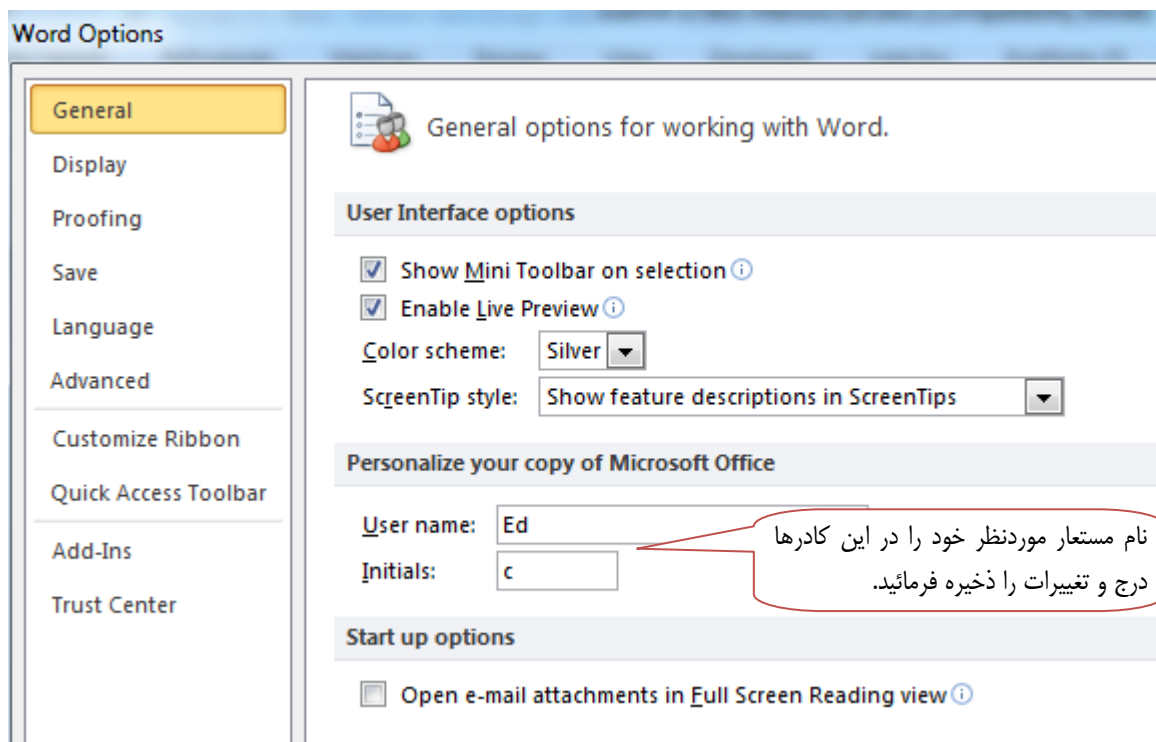 Word Options
General
Display
Proofing
Save
Language
Advanced
Customize Ribbon
Quick Access Toolbar
Add-Ins
Trust Center
General options for working with Word.
User Interface options
Show Mini Toolbar on selection
Enable Live Preview
Color scheme: Silver
ScreenTip style: Show feature descriptions in ScreenTips
Personalize your copy of Microsoft Office
User name: Ed
Initials: c
نام مستعار موردنظر خود را در این کادرها
درج و تغییرات را ذخیره فرمائید.
Start up options
Open e-mail attachments in Full Screen Reading view